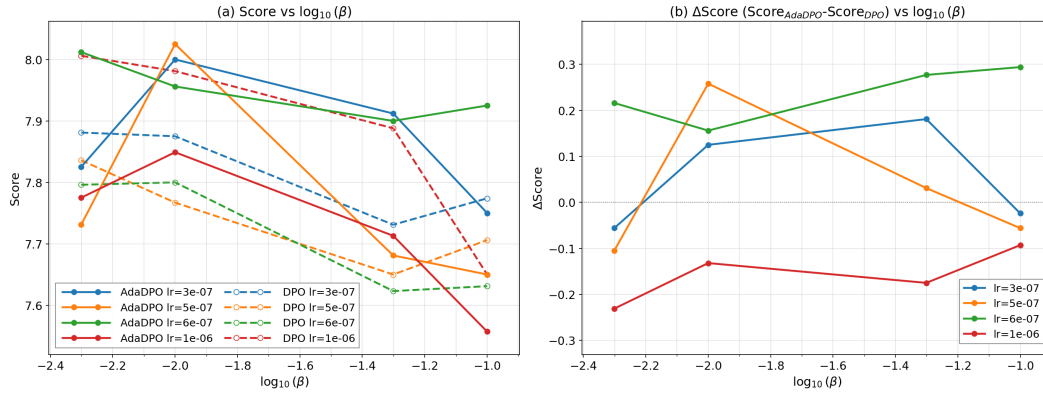 (a) Score vs log₁₀ (β)
8.0
7.9
7.8
7.7
7.6
Score
−2.4 −2.2 −2.0 −1.8 −1.6 −1.4 −1.2 −1.0
log₁₀ (β)
AdaDPO lr=3e-07 DPO lr=3e-07
AdaDPO lr=5e-07 DPO lr=5e-07
AdaDPO lr=6e-07 DPO lr=6e-07
AdaDPO lr=1e-06 DPO lr=1e-06
(b) ΔScore (Score_AdaDPO-Score_DPO) vs log₁₀ (β)
0.3
0.2
0.1
0.0
−0.1
−0.2
−0.3
ΔScore
−2.4 −2.2 −2.0 −1.8 −1.6 −1.4 −1.2 −1.0
log₁₀ (β)
lr=3e-07
lr=5e-07
lr=6e-07
lr=1e-06